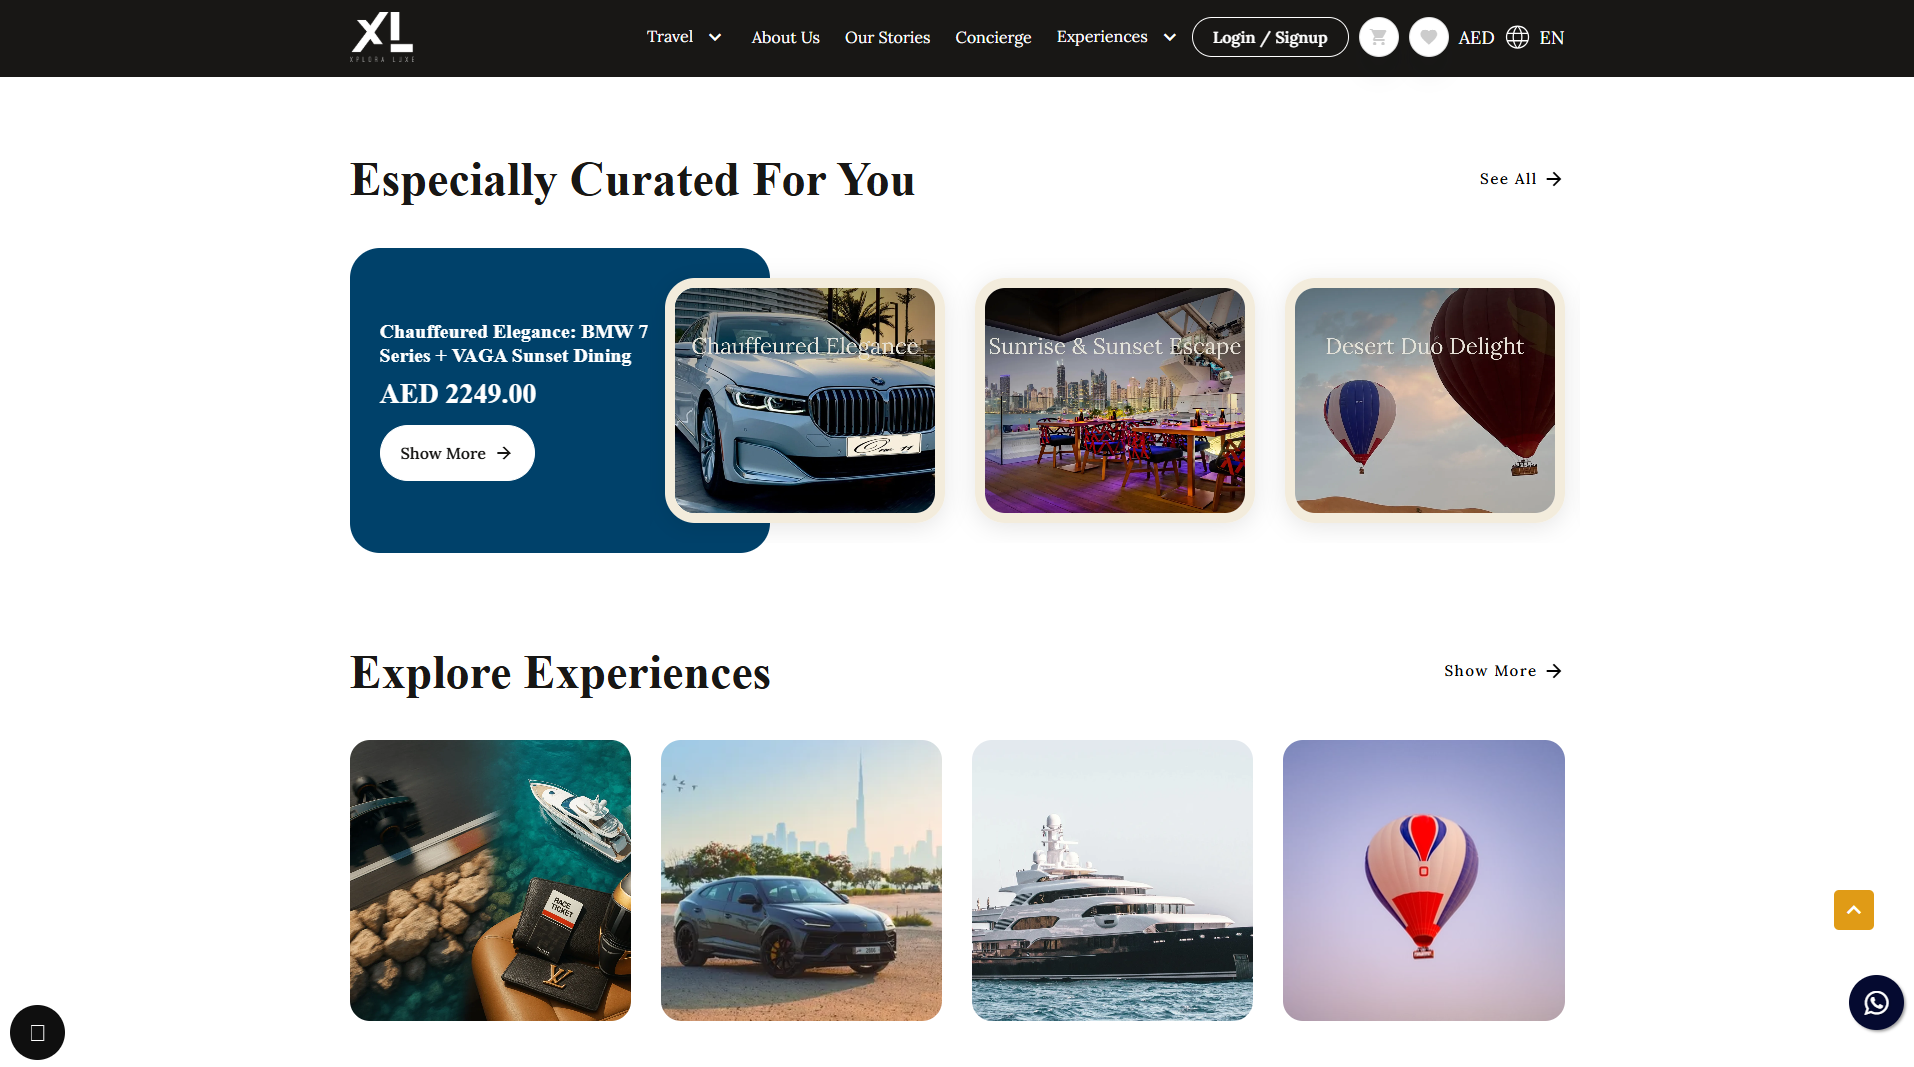 XL
XPLORA LUXE
Travel
About Us
Our Stories
Concierge
Experiences
Login / Signup
AED
EN
Especially Curated For You
See All
Chauffeured Elegance: BMW 7
Series + VAGA Sunset Dining
AED 2249.00
Show More
Chauffeured Elegance
Sunrise & Sunset Escape
Desert Duo Delight
Explore Experiences
Show More
RACE
TICKET